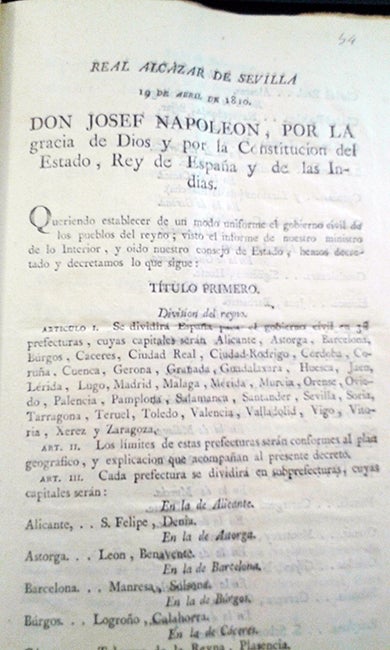 54
REAL ALCÁZAR DE SEVILLA
19 DE ABRIL DE 1810.
DON JOSEF NAPOLEON, POR LA
gracia de Dios y por la Constitucion del
Estado, Rey de España y de las In-
dias.
Queriendo establecer de un modo uniforme el gobierno civil de
los pueblos del reyno; visto el informe de nuestro ministro
de lo Interior, y oido nuestro consejo de Estado, hemos decre-
tado y decretamos lo que sigue:
TÍTULO PRIMERO.
Division del reyno.
ARTICULO I. Se dividirá España para el gobierno civil en 38
prefecturas, cuyas capitales serán Alicante, Astorga, Barcelona,
Búrgos, Caceres, Ciudad Real, Ciudad-Rodrigo, Córdoba, Co-
ruña, Cuenca, Gerona, Granada, Guadalaxara, Huesca, Jaen,
Lérida, Lugo, Madrid, Malaga, Mérida, Murcia, Orense, Ovie-
do, Palencia, Pamplona, Salamanca, Santander, Sevilla, Soria,
Tarragona, Teruel, Toledo, Valencia, Valladolid, Vigo, Vito-
ria, Xerez y Zaragoza.
ART. II. Los límites de estas prefecturas serán conformes al plan
geográfico, y explicacion que acompañan al presente decreto.
ART. III. Cada prefectura se dividirá en subprefecturas, cuyas
capitales serán:
En la de Alicante.
Alicante, .. S. Felipe, Denia.
En la de Astorga.
Astorga. . . Leon, Benavente.
En la de Barcelona.
Barcelona. . . Manresa, Solsona.
En la de Búrgos.
Búrgos. . . Logroño, Calahorra.
En la de Cáceres.
Talavera de la Reyna, Plasencia.